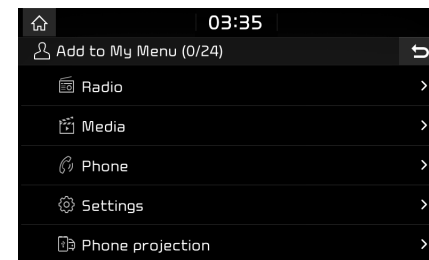 03:35
Add to My Menu (0/24)
Radio
Media
Phone
Settings
Phone projection